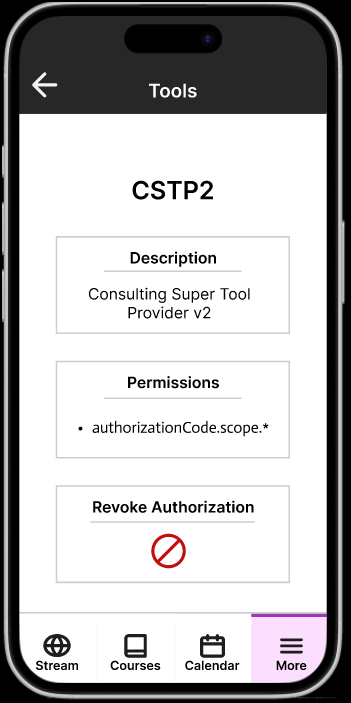 Tools
CSTP2
Description
Consulting Super Tool
Provider v2
Permissions
• authorizationCode.scope.*
Revoke Authorization
Stream Courses Calendar More